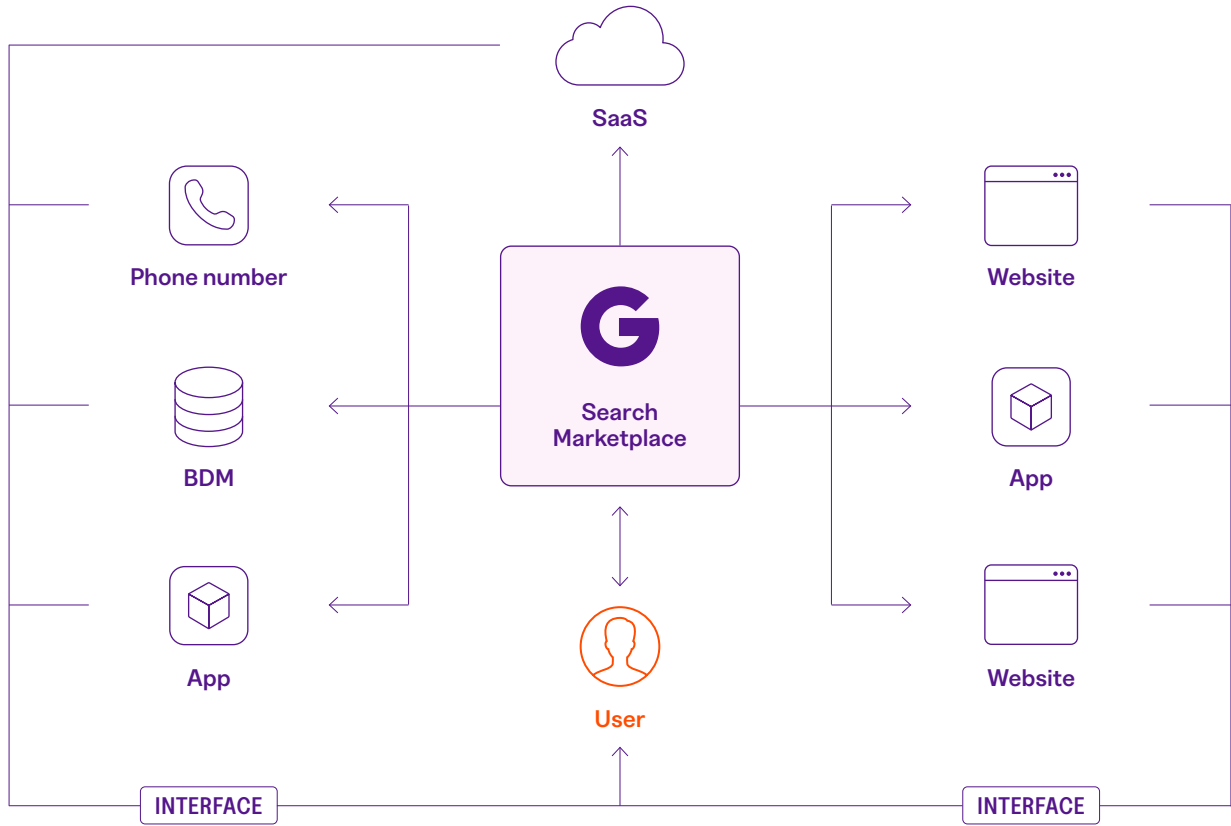 SaaS
Phone number
Website
G
Search
Marketplace
BDM
App
App
Website
User
INTERFACE
INTERFACE